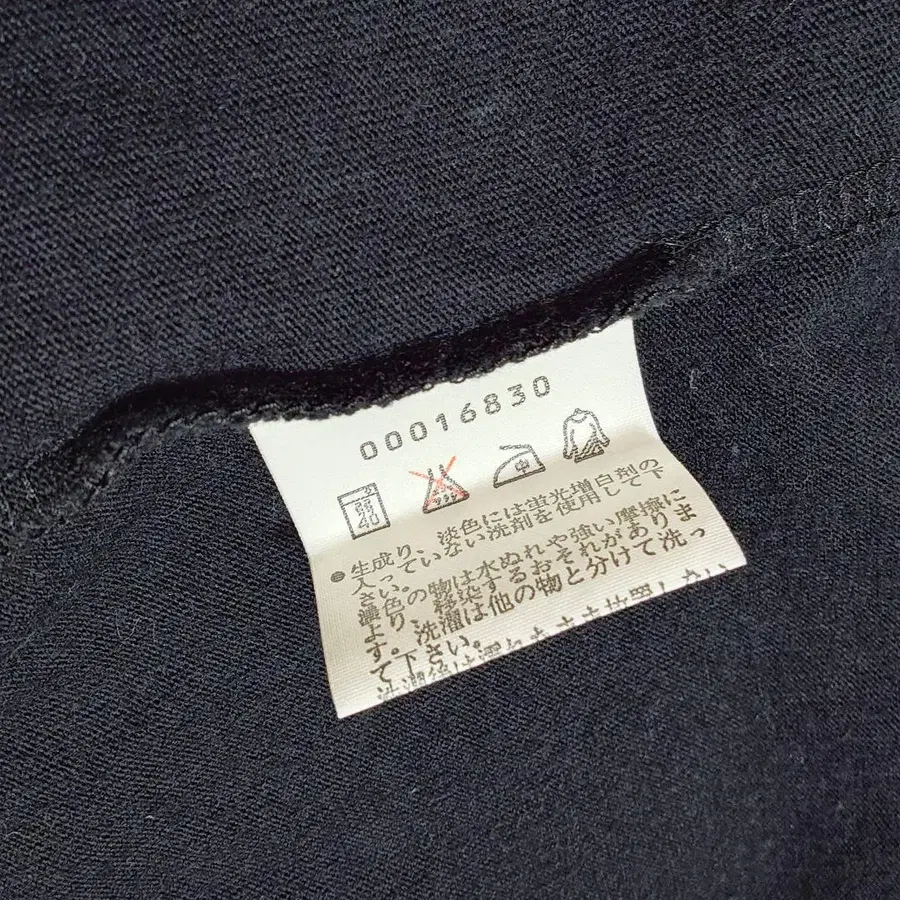 00016830
40
中
● 生成り、淡色には蛍光増白剤の
入っていない洗剤を使用して下
さい。
濃色の物は水ぬれや強い摩擦に
より、移染するおそれがありま
す。洗濯は他の物と分けて洗っ
て下さい。